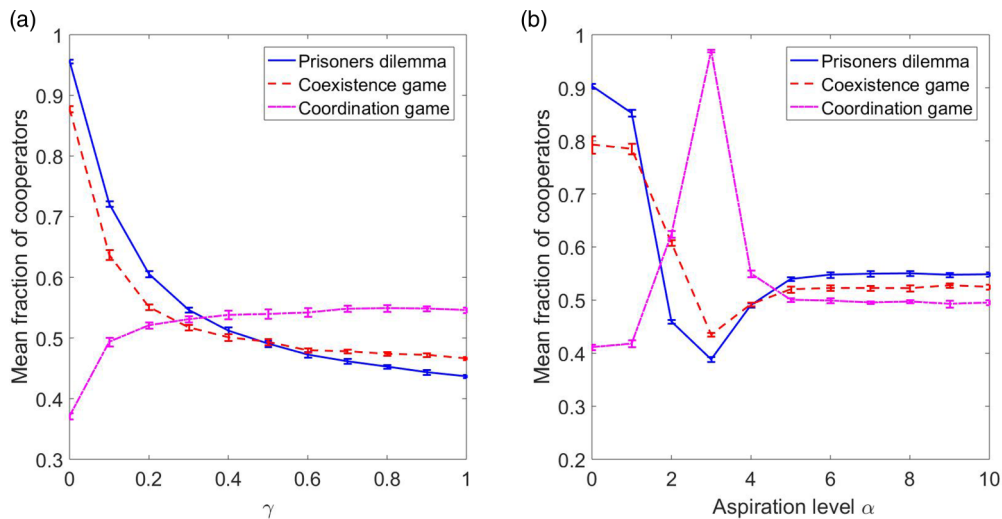 (a)
1
0.9
0.8
0.7
0.6
0.5
0.4
0.3
Mean fraction of cooperators
Prisoners dilemma
Coexistence game
Coordination game
0 0.2 0.4 0.6 0.8 1
γ
(b)
1
0.9
0.8
0.7
0.6
0.5
0.4
0.3
0.2
Mean fraction of cooperators
Prisoners dilemma
Coexistence game
Coordination game
0 2 4 6 8 10
Aspiration level α